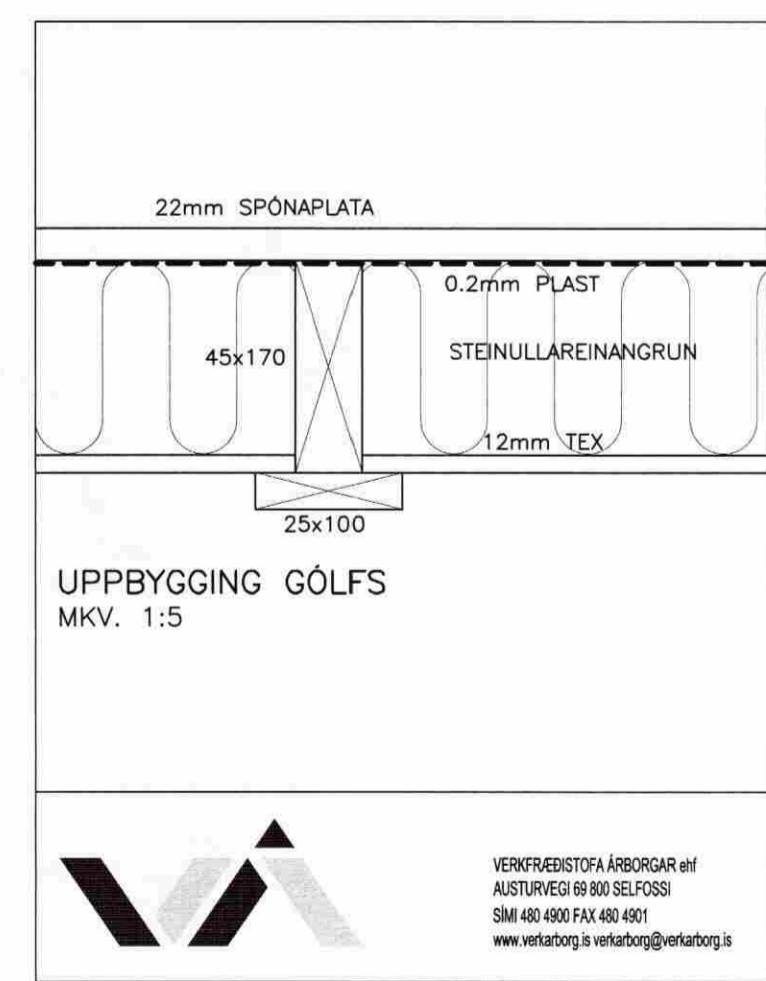 22mm SPÓNAPLATA
0.2mm PLAST
45x170
STEINULLAREINANGRUN
12mm TEX
25x100
UPPBYGGING GÓLFS
MKV. 1:5
VERKFRÆÐISTOFA ÁRBORGAR ehf
AUSTURVEGI 69 800 SELFOSSI
SÍMI 480 4900 FAX 480 4901
www.verkarborg.is verkarborg@verkarborg.is